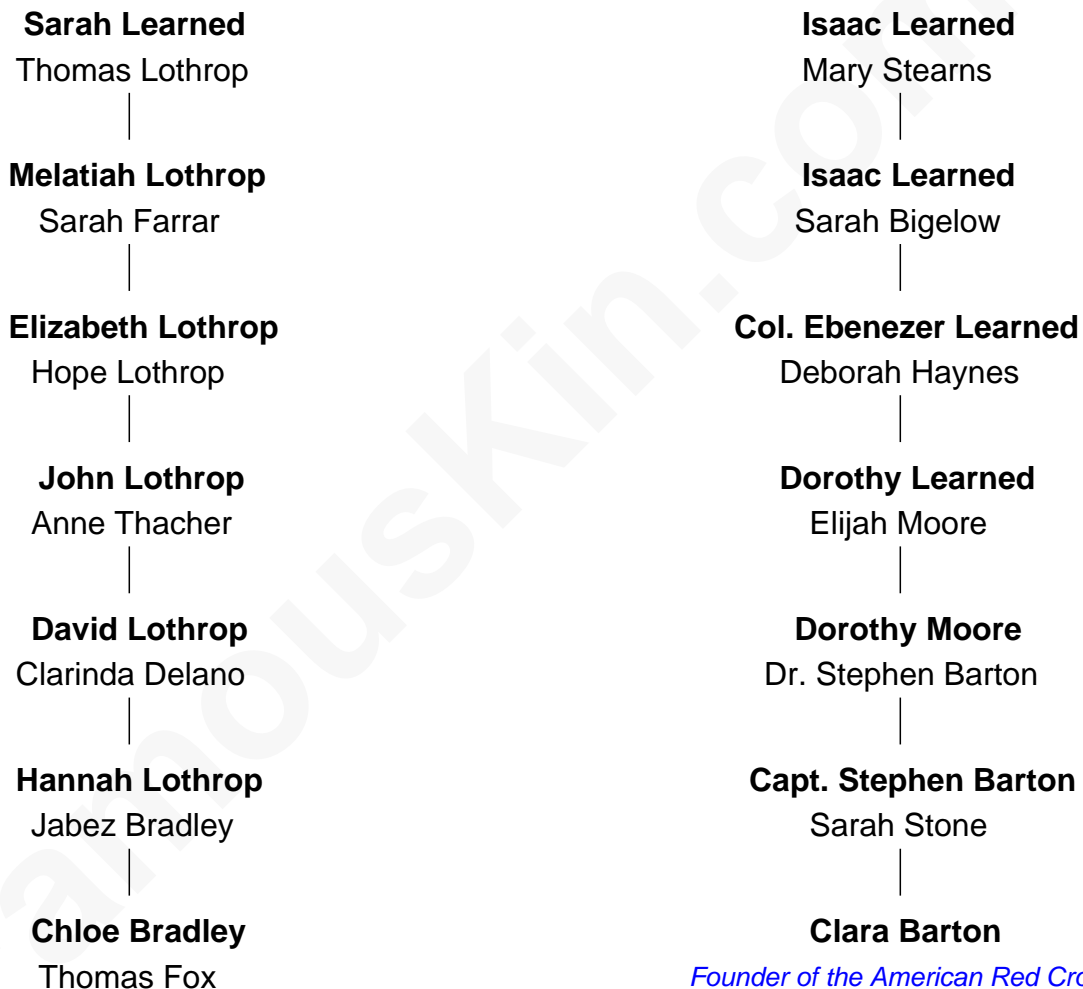 Sarah Learned
Thomas Lothrop
Melatiah Lothrop
Sarah Farrar
Elizabeth Lothrop
Hope Lothrop
John Lothrop
Anne Thacher
David Lothrop
Clarinda Delano
Hannah Lothrop
Jabez Bradley
Chloe Bradley
Thomas Fox
Isaac Learned
Mary Stearns
Isaac Learned
Sarah Bigelow
Col. Ebenezer Learned
Deborah Haynes
Dorothy Learned
Elijah Moore
Dorothy Moore
Dr. Stephen Barton
Capt. Stephen Barton
Sarah Stone
Clara Barton
Founder of the American Red Cro
amouskin.com